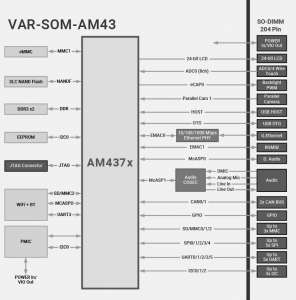 VAR-SOM-AM43
SO-DIMM
204 Pin
eMMC
MMC1
POWER
In/VIO Out
24-bit LCD
24-bit LCD
SLC NAND Flash
NANDF
ADC0 (8ch)
ADC0/4 Wire
Touch
eCAP0
Backlight
PWM
DDR3 x2
DDR
Parallel Cam 1
Parallel
Camera
HOST
USB HOST
OTG
USB OTG
EEPROM
I2C0
EMAC0
10/100/1000 Mbps
Ethernet PHY
G.Ethernet
EMAC1
RGMII2
JTAG Connector
JTAG
AM437x
McASP0
D. Audio
McASP1
Audio
CODEC
DMIC
Analog Mic
Line In
Line Out
Audio
WiFi + BT
SD/MMC2
MCASP0
UART3
CAN0/1
2x CAN BUS
GPIO
GPIO
PMIC
I2C0
SD/MMC0/1/2
Up to
3x MMC
SPI0/1/2/3/4
Up to
5x SPI
UART0/1/2/3/5
Up to
5x UART
I2C0/1/2
Up to
3x I2C
POWER In/
VIO Out